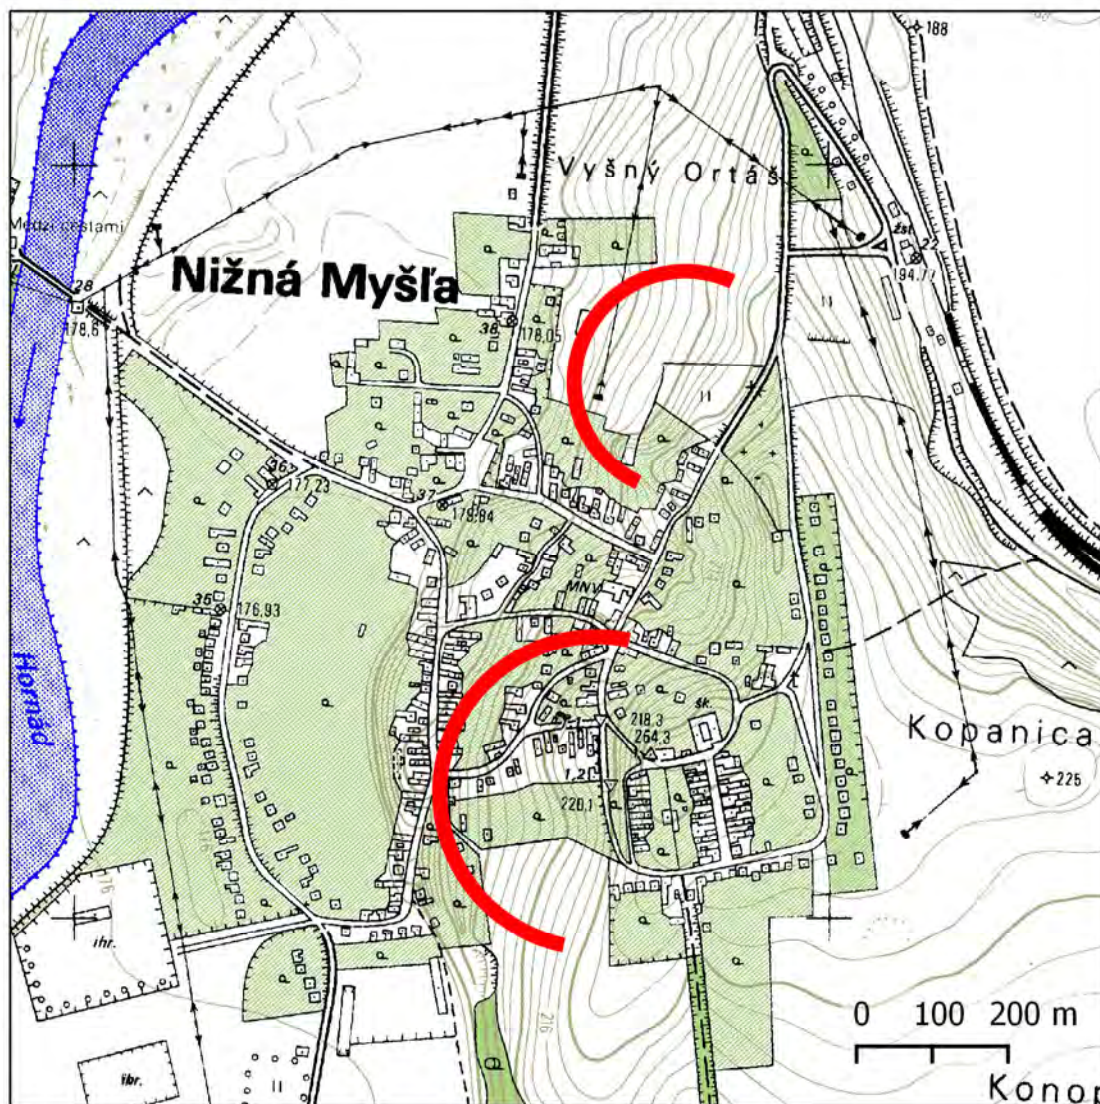 188
Vyšný Ortáš
Medzi cestami
žst.
22
194.77
Nižná Myšľa
28
178,6
38
178,05
36
177,23
37
178,84
MNV
35
176,93
Hornád
šk.
218.3
264.3
Kopanica
1,2
220,1
225
176
ihr.
216
ihr.
0 100 200 m
Konop